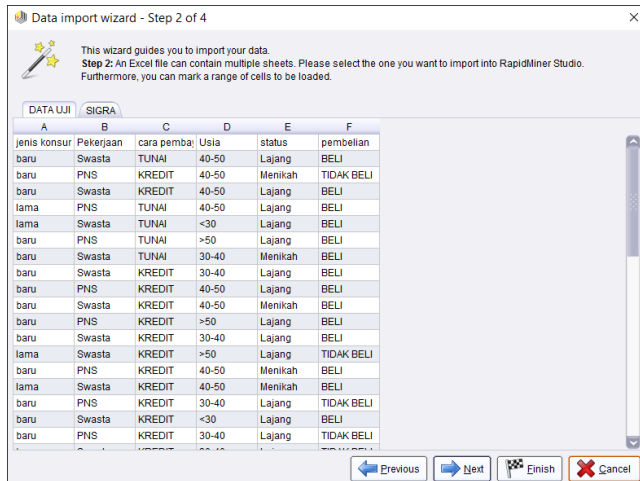 Data import wizard - Step 2 of 4
This wizard guides you to import your data.
Step 2: An Excel file can contain multiple sheets. Please select the one you want to import into RapidMiner Studio.
Furthermore, you can mark a range of cells to be loaded.
DATA UJI SIGRA
A B C D E F
jenis konsur Pekerjaan cara pembay Usia status pembelian
baru Swasta TUNAI 40-50 Lajang BELI
baru PNS KREDIT 40-50 Menikah TIDAK BELI
baru Swasta KREDIT 40-50 Lajang BELI
lama PNS TUNAI 40-50 Lajang BELI
lama Swasta TUNAI <30 Lajang BELI
baru PNS TUNAI >50 Lajang BELI
baru Swasta TUNAI 30-40 Menikah BELI
baru Swasta KREDIT 30-40 Lajang BELI
baru PNS KREDIT 40-50 Lajang BELI
baru Swasta KREDIT 40-50 Menikah BELI
baru PNS KREDIT >50 Lajang BELI
baru Swasta KREDIT 30-40 Lajang BELI
lama Swasta KREDIT >50 Lajang TIDAK BELI
baru PNS KREDIT 40-50 Menikah BELI
lama Swasta KREDIT 40-50 Menikah BELI
baru PNS KREDIT 30-40 Lajang TIDAK BELI
baru Swasta KREDIT <30 Lajang BELI
baru PNS KREDIT 30-40 Lajang TIDAK BELI
Previous Next Finish Cancel